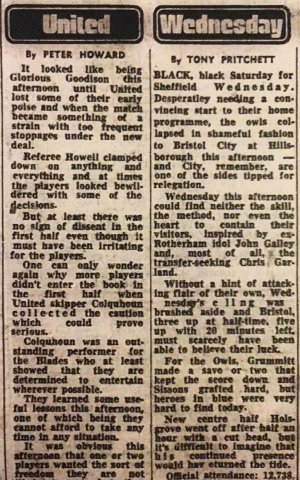 United
By PETER HOWARD
It looked like being
Glorious Goodison this
afternoon until United
lost some of their early
poise and when the match
became something of a
strain with too frequent
stoppages under the new
deal.
Referee Howell clamped
down on anything and
everything and at times
the players looked bewil-
dered with some of the
decisions.
But at least there was
no sign of dissent in the
first half even though it
must have been irritating
for the players.
One can only wonder
again why more players
didn't enter the book in
the first half when
United skipper Colquhoun
collected the caution
which could prove
serious.
Colquhoun was an out-
standing performer for
the Blades who at least
showed that they are
determined to entertain
wherever possible.
They learned some use-
ful lessons this afternoon,
one of which being they
cannot afford to take any
time in any situation.
It was obvious this
afternoon that one or two
players wanted the sort of
freedom they are not
Wednesday
By TONY PRITCHETT
BLACK, black Saturday for
Sheffield Wednesday.
Desperatley needing a con-
vincing start to their home
programme, the owls col-
lapsed in shameful fashion
to Bristol City at Hills-
borough this afternoon —
and City, remember, are
one of the sides tipped for
relegation.
Wednesday this afternoon
could find neither the skill,
the method, nor even the
heart to contain their
visitors, inspired by ex-
Rotherham idol John Galley
and, most of all, the
transfer-seeking Chris Gar-
land.
Without a hint of attack-
ing flair of their own, Wed-
nesday's c ling was
brushed aside and Bristol,
three up at half-time, five
up with 20 minutes left,
must scarcely have been
able to believe their luck.
For the Owls, Grummitt
made a save or two that
kept the score down and
Sissons grafted hard, but
heroes in blue were very
hard to find today.
New centre half Hols-
grove went off after half an
hour with a cut head, but
it's difficult to imagine that
his continued presence
would hav eturned the tide.
Official attendance: 12,738.